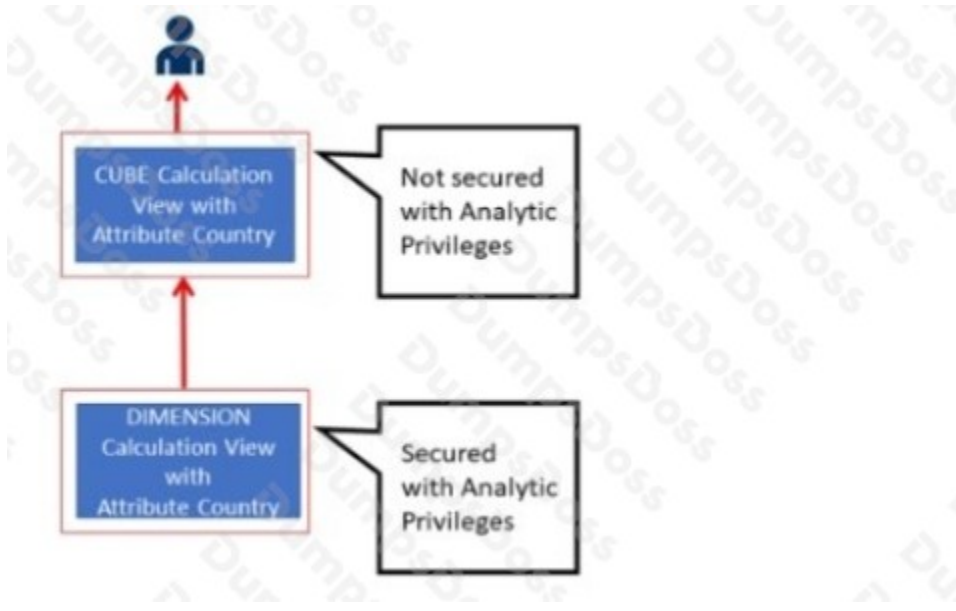 CUBE Calculation
View with
Attribute Country
Not secured
with Analytic
Privileges
DIMENSION
Calculation View
with
Attribute Country
Secured
with Analytic
Privileges
DumpsDoss